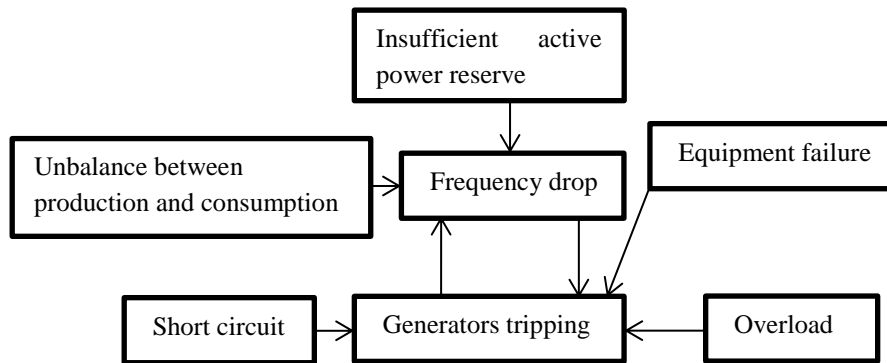 Insufficient active
power reserve
Unbalance between
production and consumption
Frequency drop
Equipment failure
Short circuit
Generators tripping
Overload